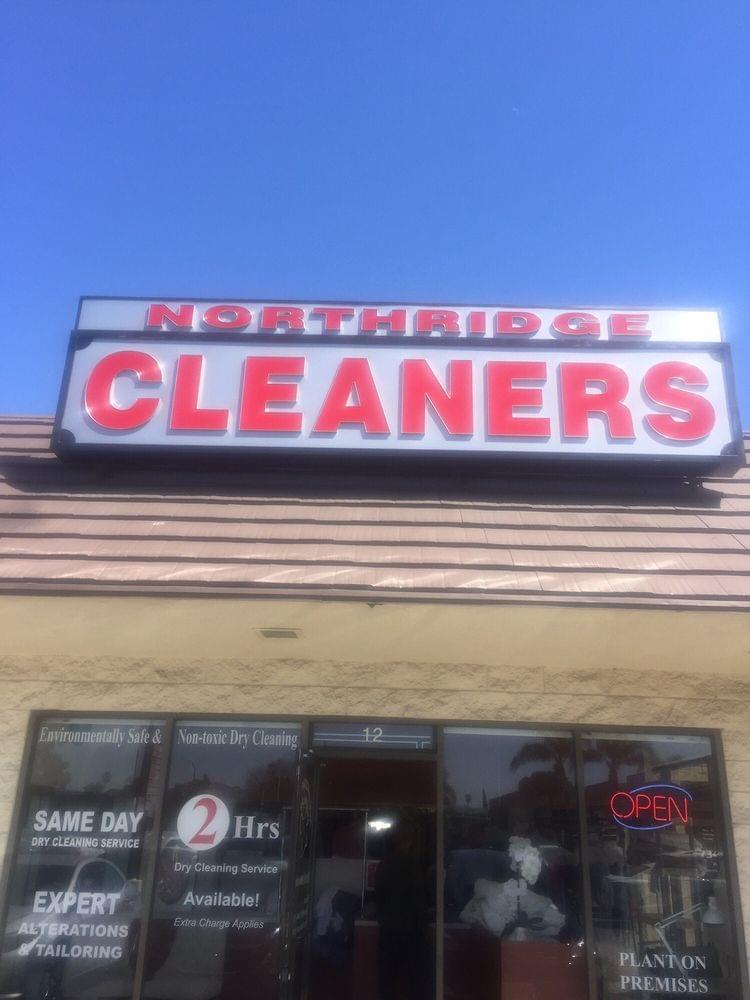 NORTHRIDGE
CLEANERS
Environmentally Safe &
Non-toxic Dry Cleaning
12
SAME DAY
DRY CLEANING SERVICE
EXPERT
ALTERATIONS
& TAILORING
2 Hrs
Dry Cleaning Service
Available!
Extra Charge Applies
OPEN
PLANT ON
PREMISES